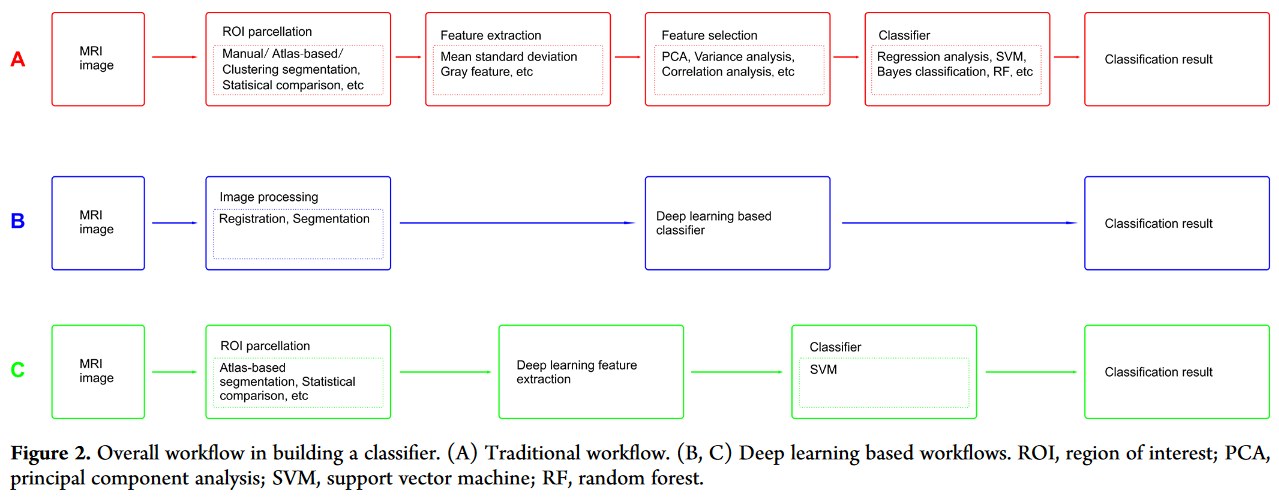 A
MRI
image
ROI parcellation
Manual/ Atlas-based/
Clustering segmentation,
Statisical comparison, etc
Feature extraction
Mean standard deviation
Gray feature, etc
Feature selection
PCA, Variance analysis,
Correlation analysis, etc
Classifier
Regression analysis, SVM,
Bayes classification, RF, etc
Classification result
B
MRI
image
Image processing
Registration, Segmentation
Deep learning based
classifier
Classification result
C
MRI
image
ROI parcellation
Atlas-based
segmentation, Statistical
comparison, etc
Deep learning feature
extraction
Classifier
SVM
Classification result
Figure 2. Overall workflow in building a classifier. (A) Traditional workflow. (B, C) Deep learning based workflows. ROI, region of interest; PCA,
principal component analysis; SVM, support vector machine; RF, random forest.